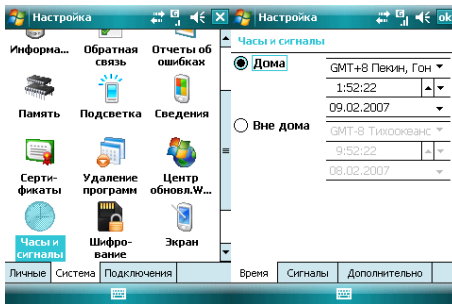 Настройка
Информа... Обратная связь Отчеты об ошибках
Память Подсветка Сведения
Серти-фикаты Удаление программ Центр обновл.W...
Часы и сигналы Шифро-вание Экран
Личные Система Подключения
Настройка ok
Часы и сигналы
Дома
GMT+8 Пекин, Гон
1:52:22
09.02.2007
Вне дома
GMT-8 Тихоокеанс
9:52:22
08.02.2007
Время Сигналы Дополнительно